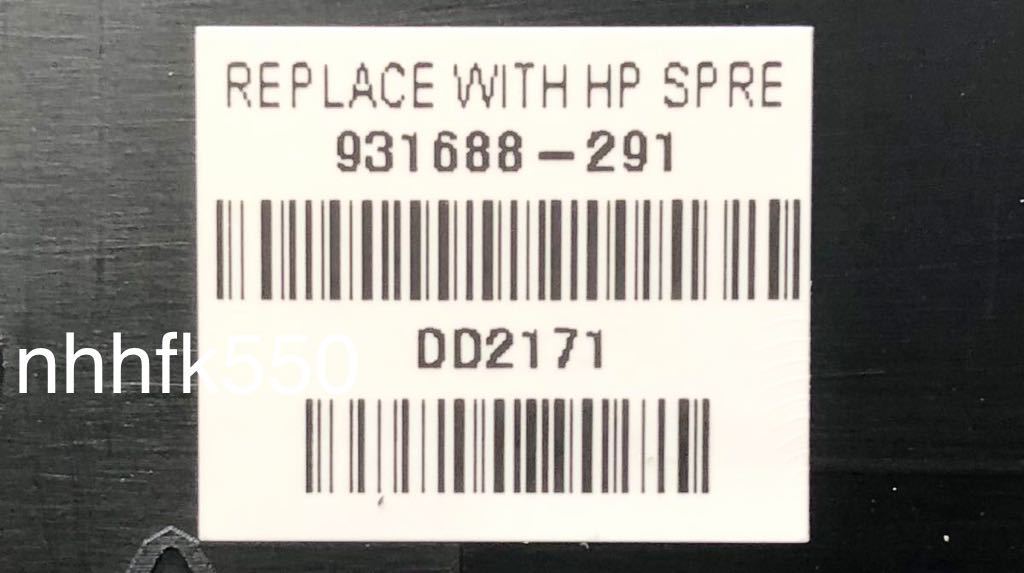 REPLACE WITH HP SPRE
931688-291
DD2171
nhhfk550